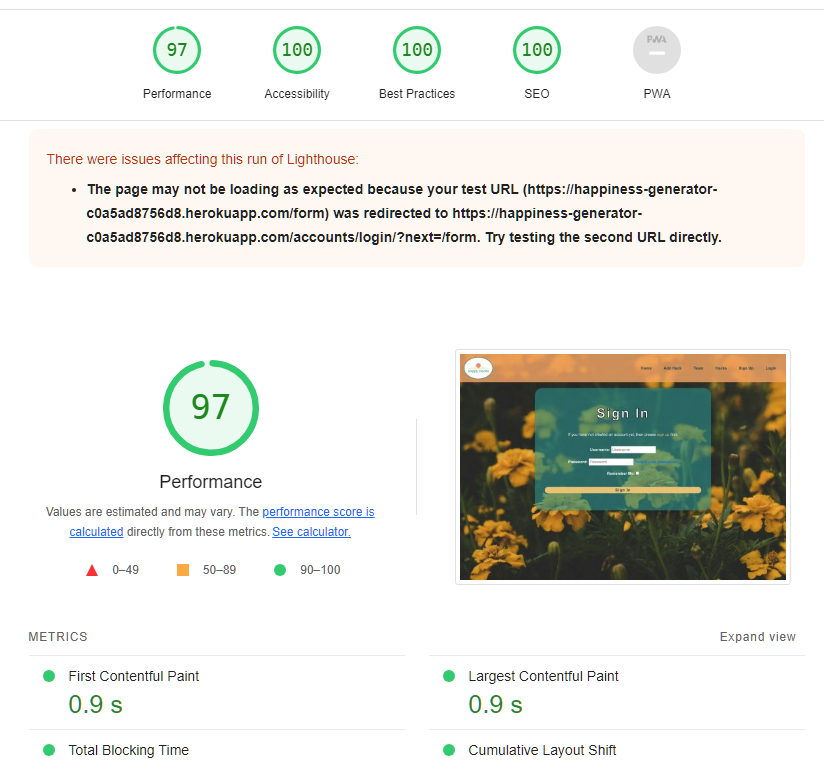 97
100
100
100
PWA
Performance
Accessibility
Best Practices
SEO
PWA
There were issues affecting this run of Lighthouse:
• The page may not be loading as expected because your test URL (https://happiness-generator-
c0a5ad8756d8.herokuapp.com/form) was redirected to https://happiness-generator-
c0a5ad8756d8.herokuapp.com/accounts/login/?next=/form. Try testing the second URL directly.
97
Performance
Values are estimated and may vary. The performance score is
calculated directly from these metrics. See calculator.
0–49
50–89
90–100
Home
Team
Sign Up
Login
Sign In
If you have not created an account yet, then please sign up first.
Username:
Password:
Remember Me:
Sign In
METRICS
Expand view
First Contentful Paint
0.9 s
Largest Contentful Paint
0.9 s
Total Blocking Time
Cumulative Layout Shift